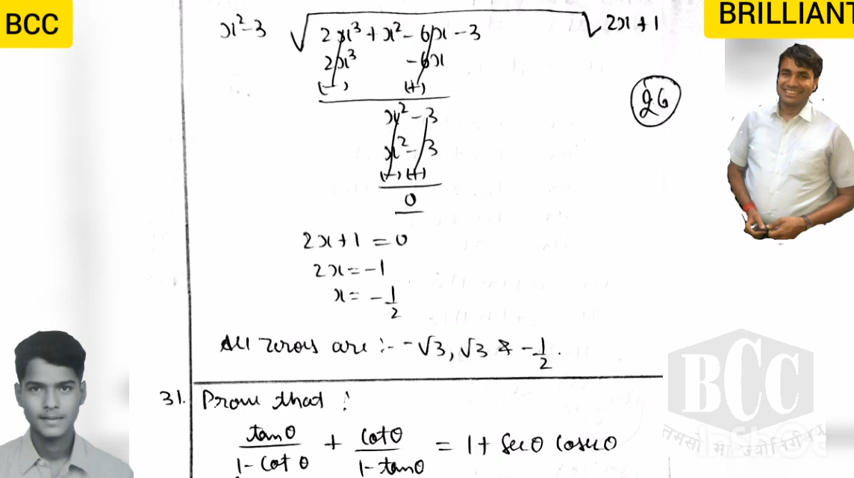 BCC
BRILLIANT
x²-3 √ 2x³ + x² - 6x - 3 √ 2x + 1
2x³ -6x
(-) (+)
26
x² - 3
x² - 3
(-) (+)
0
2x+1 = 0
2x = -1
x = -1/2
All zeros are :- -√3, √3 & -1/2.
BCC
31. Prove that :
tanθ/1-cotθ + cotθ/1-tanθ = 1 + secθ cosecθ